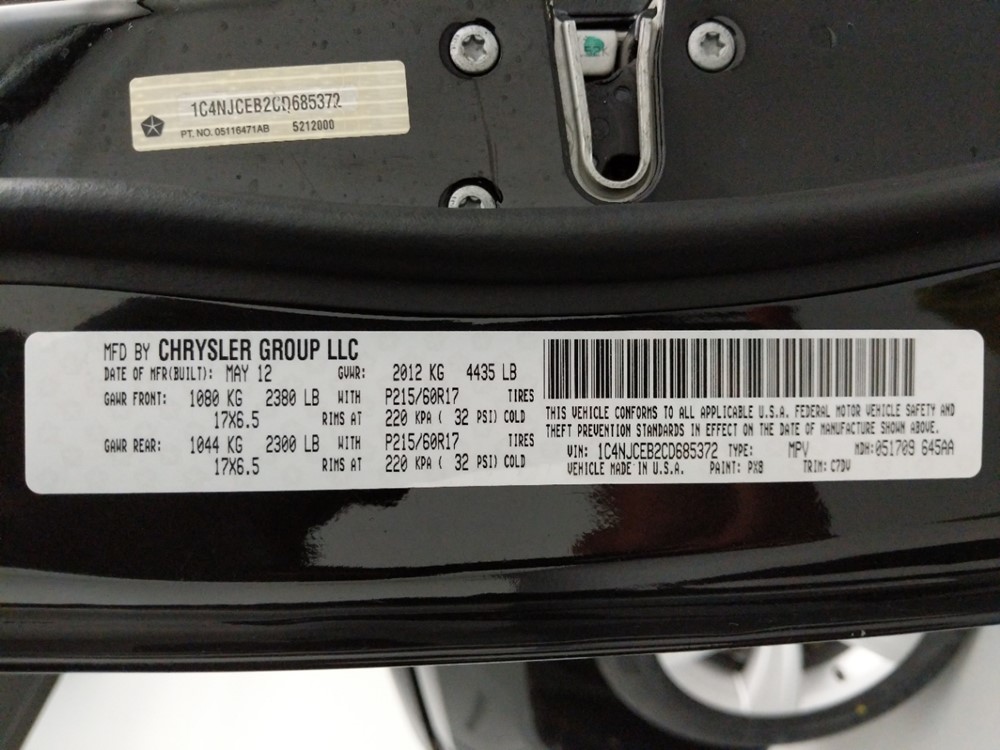 1C4NJCEB2CD685372
PT. NO. 05116471AB 5212000
MFD BY CHRYSLER GROUP LLC
DATE OF MFR(BUILT): MAY 12 GVWR: 2012 KG 4435 LB
GAWR FRONT: 1080 KG 2380 LB WITH P215/60R17 TIRES
17X6.5 RIMS AT 220 KPA ( 32 PSI) COLD
GAWR REAR: 1044 KG 2300 LB WITH P215/60R17 TIRES
17X6.5 RIMS AT 220 KPA ( 32 PSI) COLD
THIS VEHICLE CONFORMS TO ALL APPLICABLE U.S.A. FEDERAL MOTOR VEHICLE SAFETY AND
THEFT PREVENTION STANDARDS IN EFFECT ON THE DATE OF MANUFACTURE SHOWN ABOVE.
VIN: 1C4NJCEB2CD685372 TYPE: MPV MDH:051709 645AA
VEHICLE MADE IN U.S.A. PAINT: PX8 TRIM: C7DV